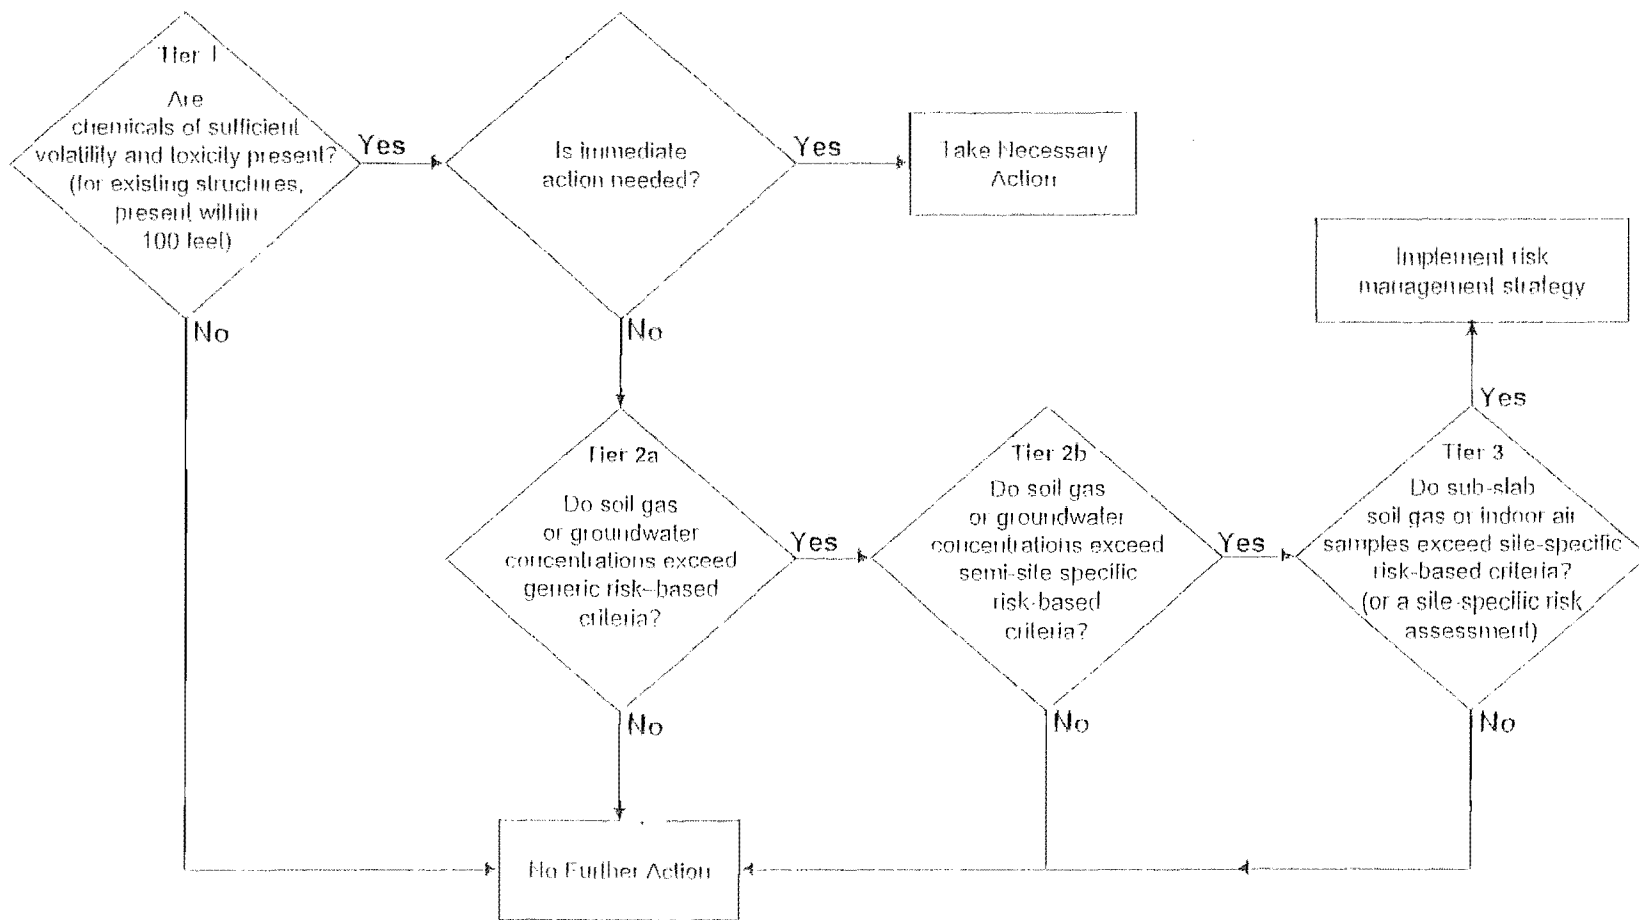 Tier 1
Are
chemicals of sufficient
volatility and toxicity present?
(for existing structures,
present within
100 feet)
Yes
No
Is immediate
action needed?
Yes
No
Take Necessary
Action
Tier 2a
Do soil gas
or groundwater
concentrations exceed
generic risk-based
criteria?
Yes
No
Tier 2b
Do soil gas
or groundwater
concentrations exceed
semi-site specific
risk-based
criteria?
Yes
No
Tier 3
Do sub-slab
soil gas or indoor air
samples exceed site-specific
risk-based criteria?
(or a site-specific risk
assessment)
Yes
No
Implement risk
management strategy
No Further Action